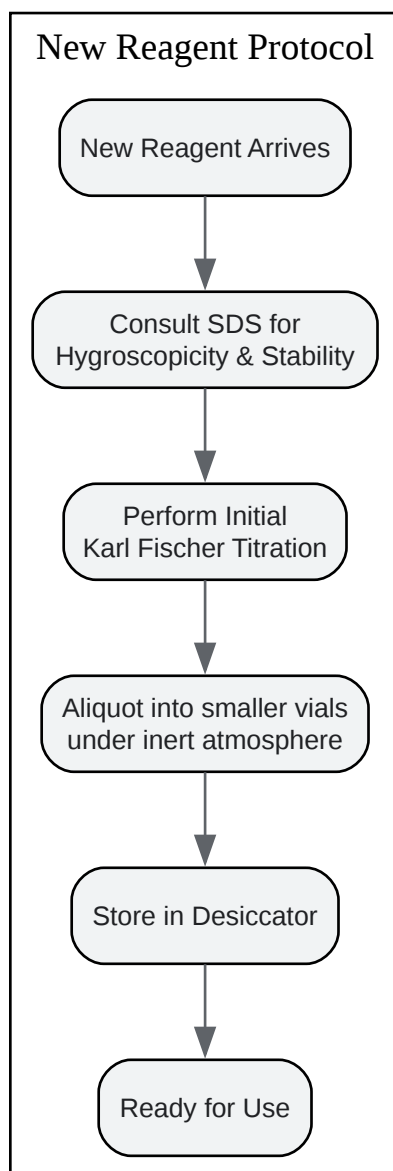 New Reagent Protocol
New Reagent Arrives
Consult SDS for
Hygroscopicity & Stability
Perform Initial
Karl Fischer Titration
Aliquot into smaller vials
under inert atmosphere
Store in Desiccator
Ready for Use